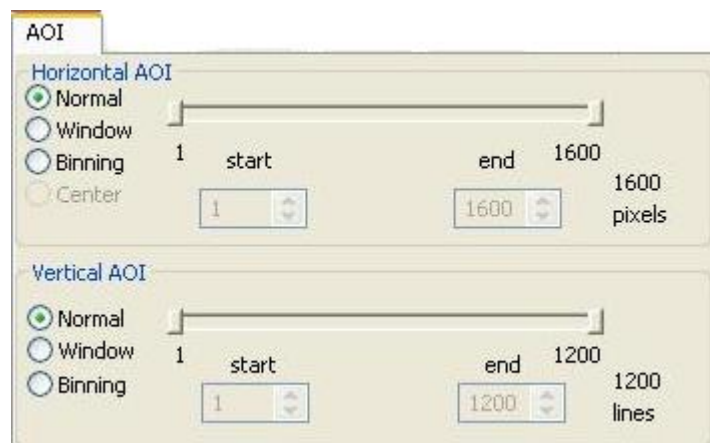 AOI
Horizontal AOI
Normal
Window
Binning
Center
1
start
end
1600
1
1600
1600
pixels
Vertical AOI
Normal
Window
Binning
1
start
end
1200
1
1200
1200
lines